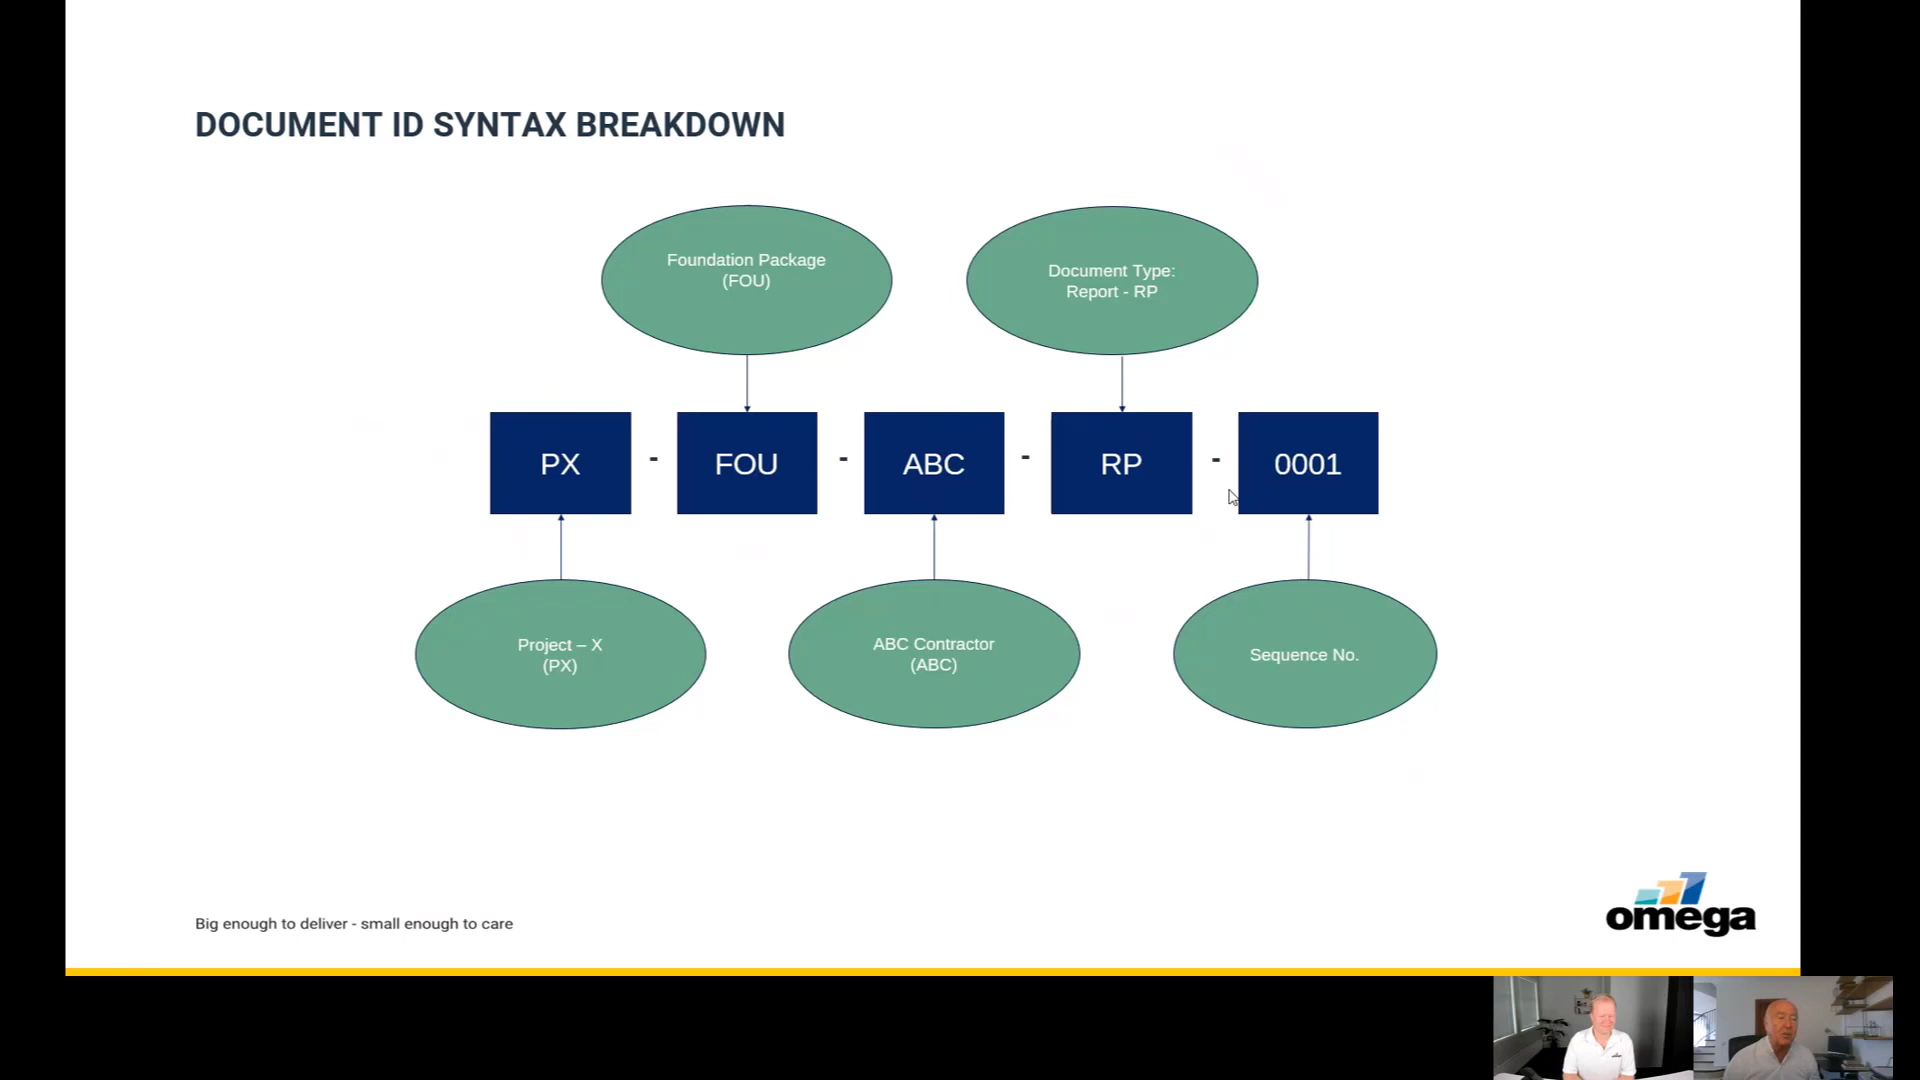 DOCUMENT ID SYNTAX BREAKDOWN
Foundation Package
(FOU)
Document Type:
Report - RP
PX - FOU - ABC - RP - 0001
Project – X
(PX)
ABC Contractor
(ABC)
Sequence No.
Big enough to deliver - small enough to care
omega